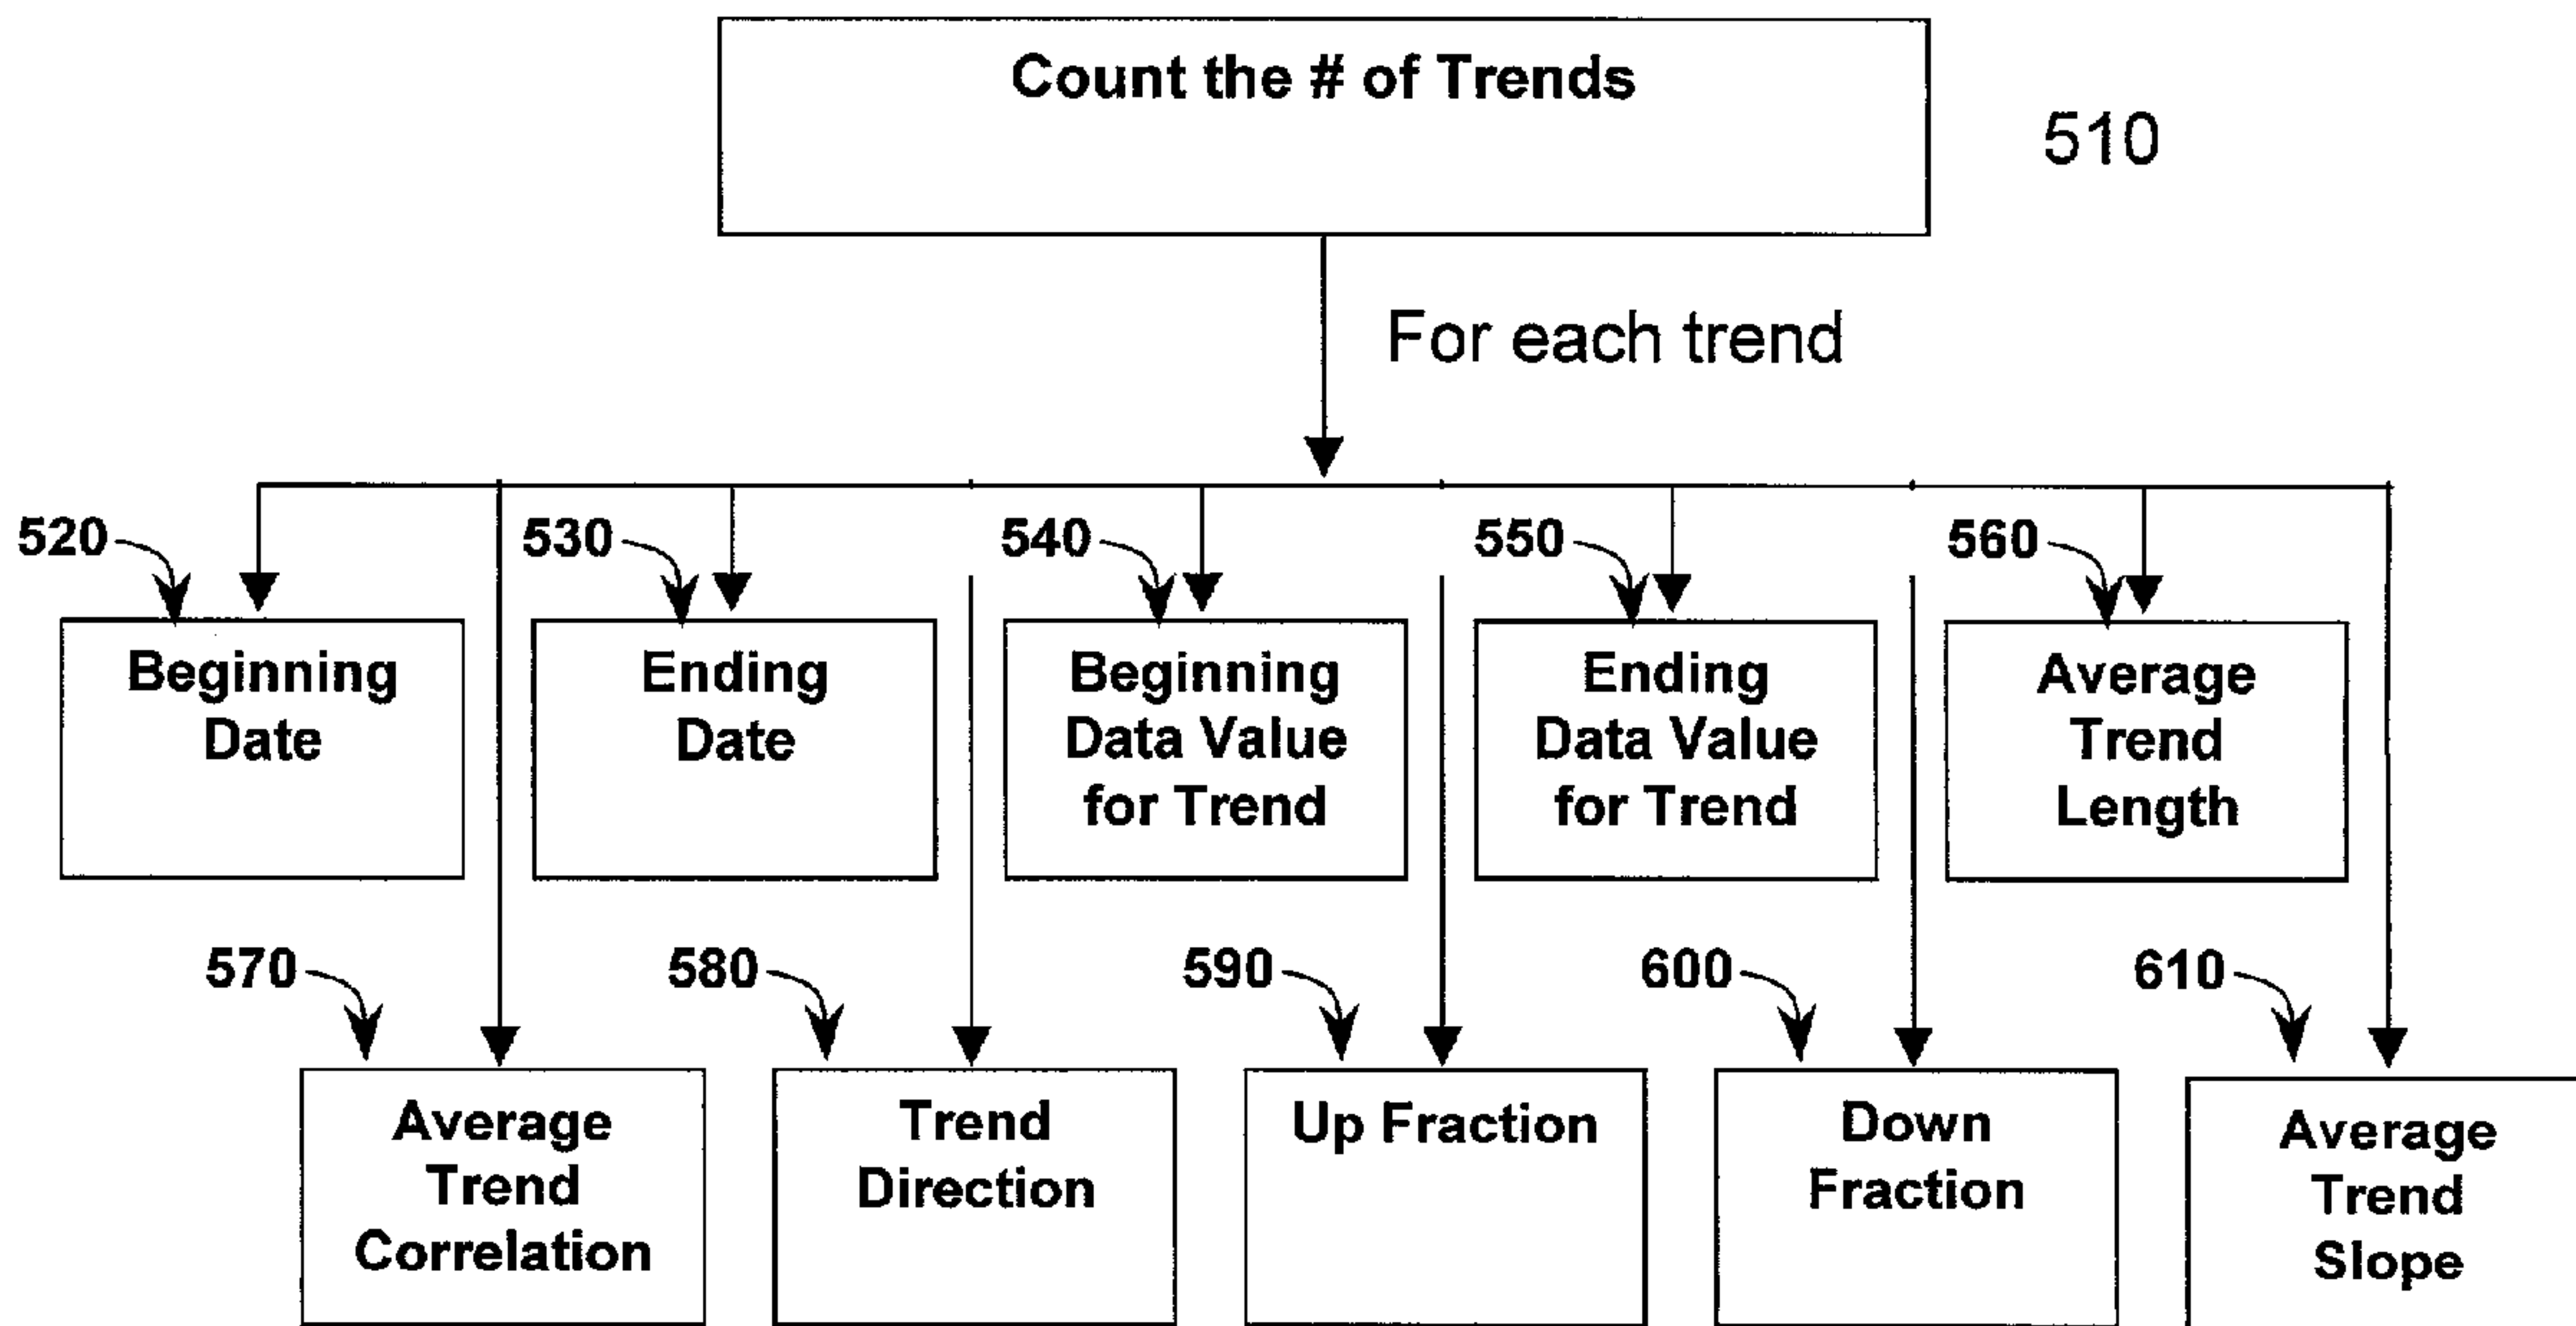 Count the # of Trends
510
For each trend
520
530
540
550
560
Beginning
Date
Ending
Date
Beginning
Data Value
for Trend
Ending
Data Value
for Trend
Average
Trend
Length
570
580
590
600
610
Average
Trend
Correlation
Trend
Direction
Up Fraction
Down
Fraction
Average
Trend
Slope